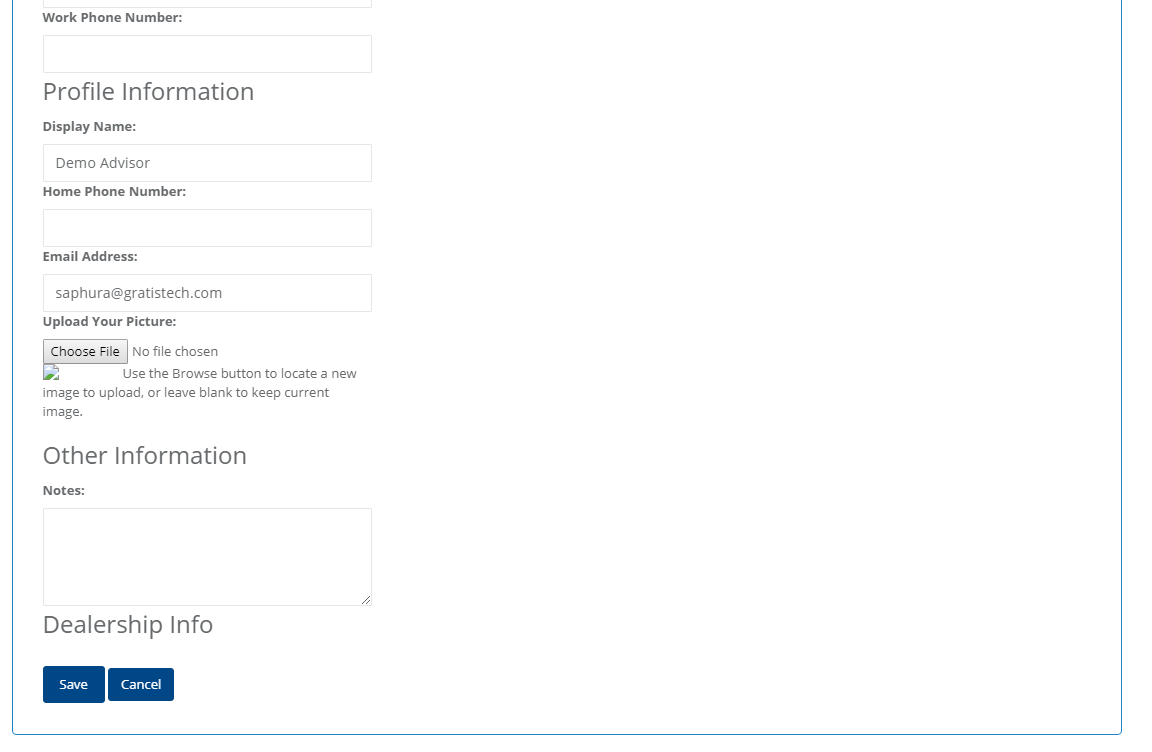 Work Phone Number:
Profile Information
Display Name:
Demo Advisor
Home Phone Number:
Email Address:
saphura@gratistech.com
Upload Your Picture:
Choose File No file chosen
Use the Browse button to locate a new
image to upload, or leave blank to keep current
image.
Other Information
Notes:
Dealership Info
Save Cancel